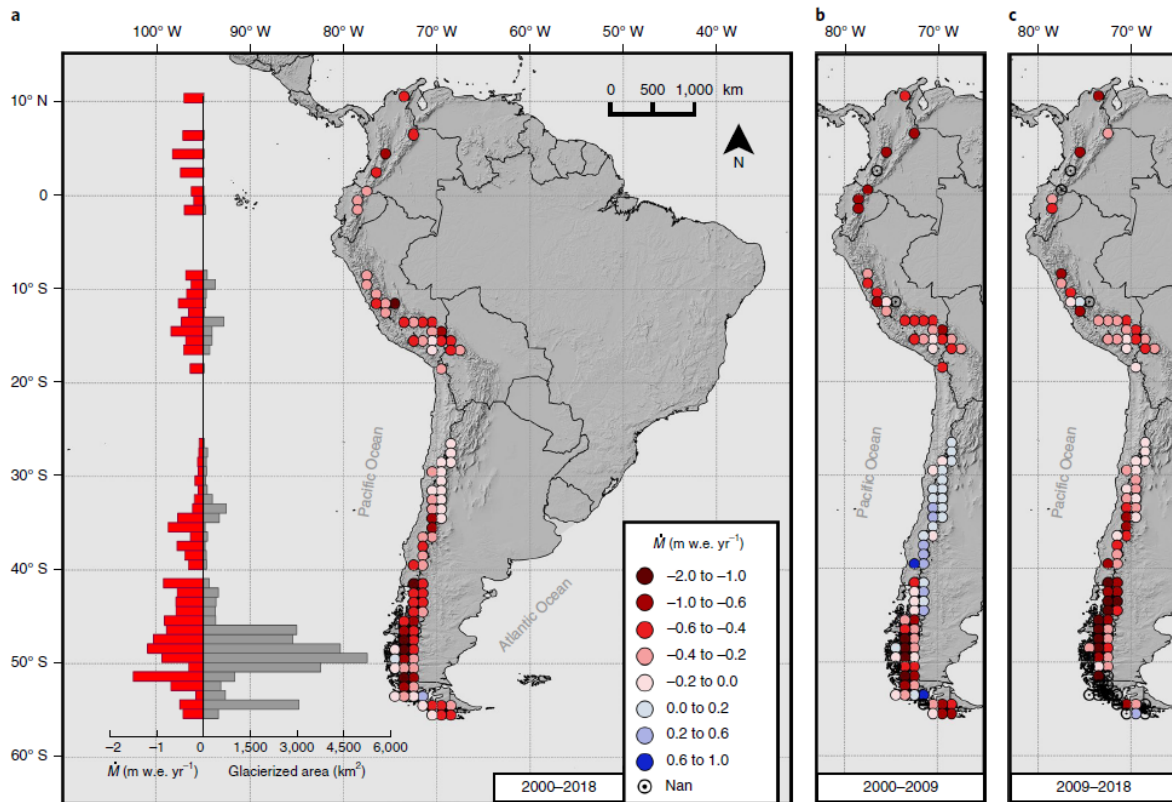 a
b
c
100° W 90° W 80° W 70° W 60° W 50° W 40° W
80° W 70° W
80° W 70° W
10° N
0
10° S
20° S
30° S
40° S
50° S
60° S
0 500 1,000 km
N
Pacific Ocean
Atlantic Ocean
Pacific Ocean
Pacific Ocean
Ṁ (m w.e. yr⁻¹)
−2.0 to −1.0
−1.0 to −0.6
−0.6 to −0.4
−0.4 to −0.2
−0.2 to 0.0
0.0 to 0.2
0.2 to 0.6
0.6 to 1.0
Nan
−2 −1 0 1,500 3,000 4,500 6,000
Ṁ (m w.e. yr⁻¹) Glacierized area (km²)
2000–2018
2000–2009
2009–2018